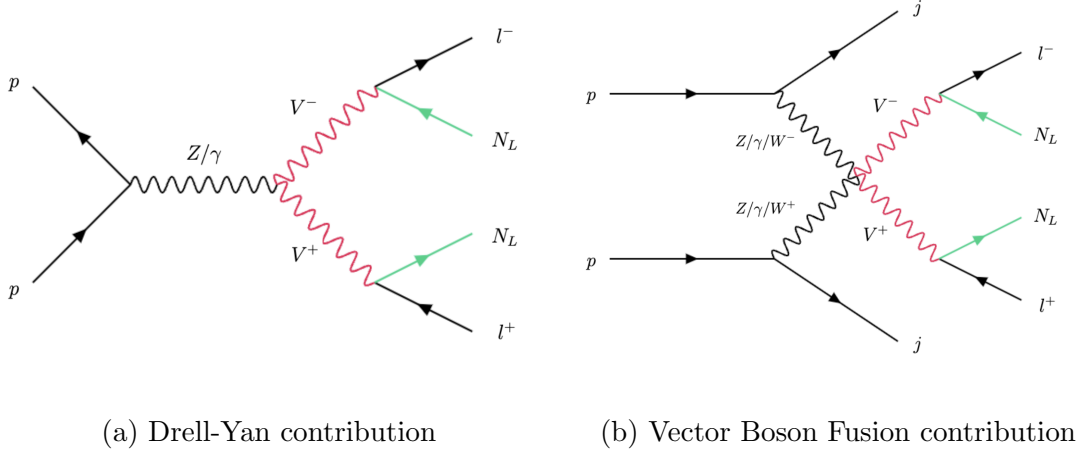 p
p
Z/γ
V⁻
V⁺
l⁻
N_L
N_L
l⁺
(a) Drell-Yan contribution
j
p
Z/γ/W⁻
V⁻
l⁻
N_L
Z/γ/W⁺
V⁺
N_L
p
l⁺
j
(b) Vector Boson Fusion contribution